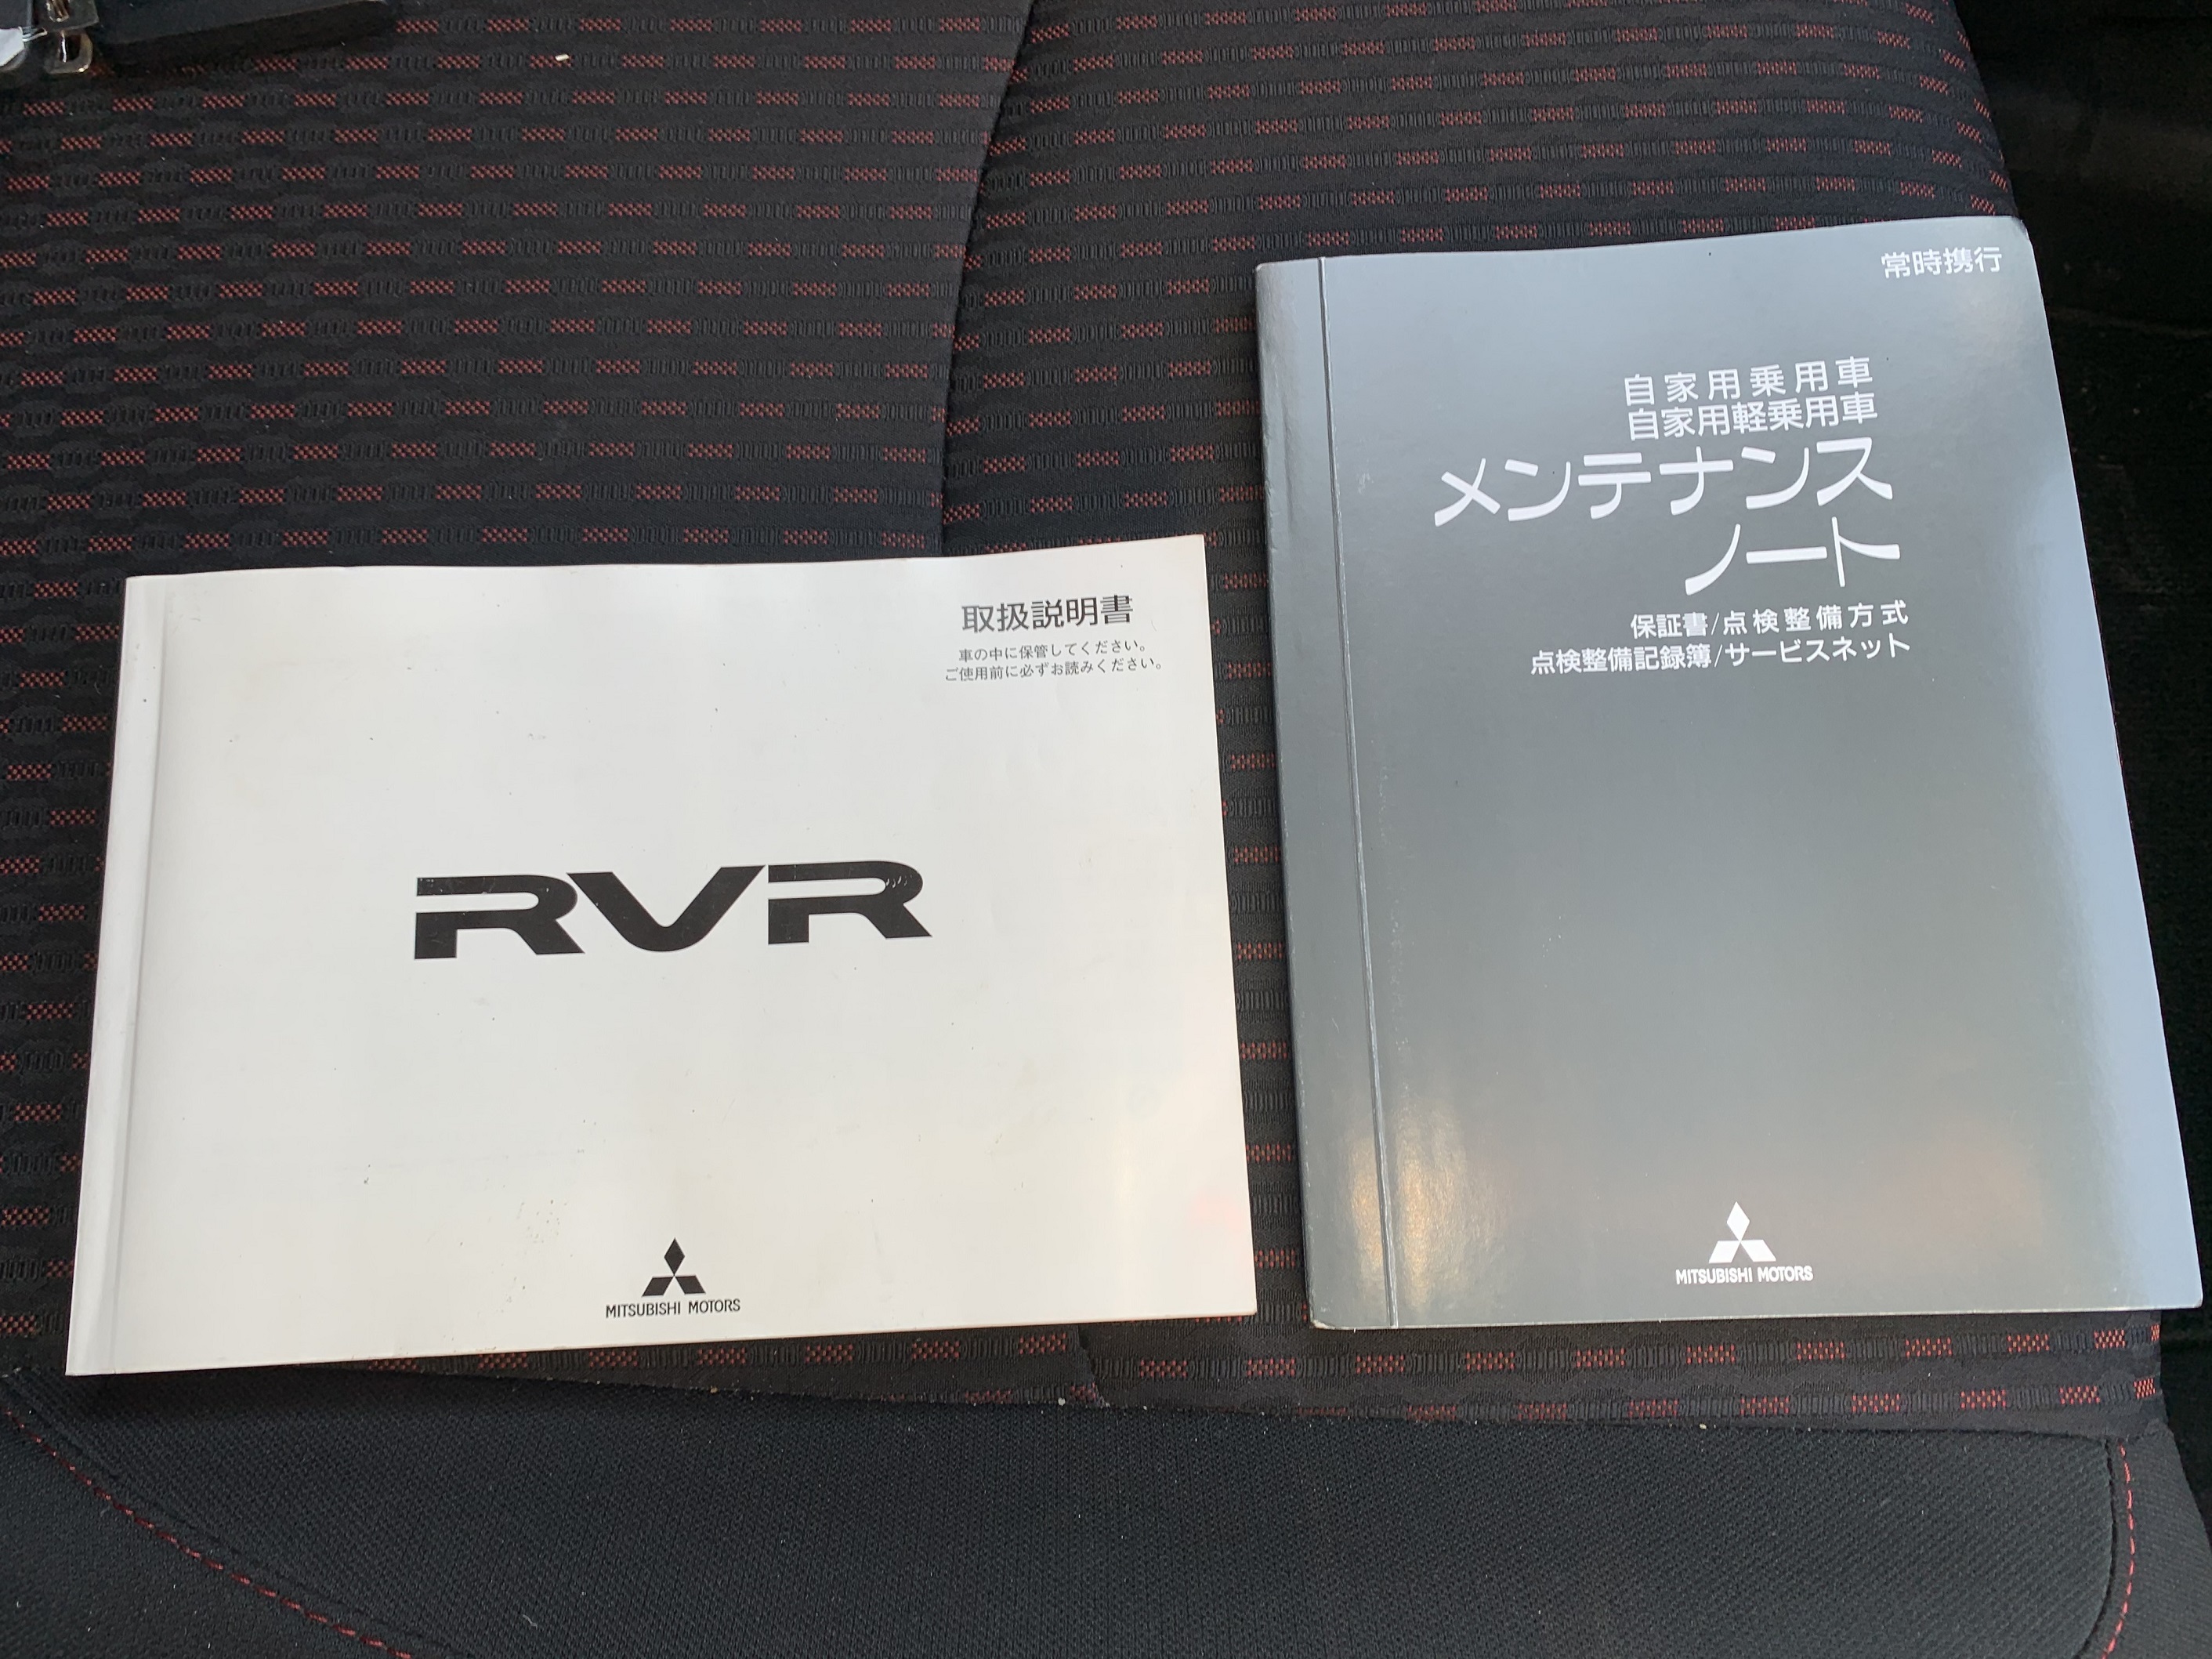 取扱説明書
車の中に保管してください。
ご使用前に必ずお読みください。
RVR
MITSUBISHI MOTORS
常時携行
自家用乗用車
自家用軽乗用車
メンテナンス
ノート
保証書/点検整備方式
点検整備記録簿/サービスネット
MITSUBISHI MOTORS